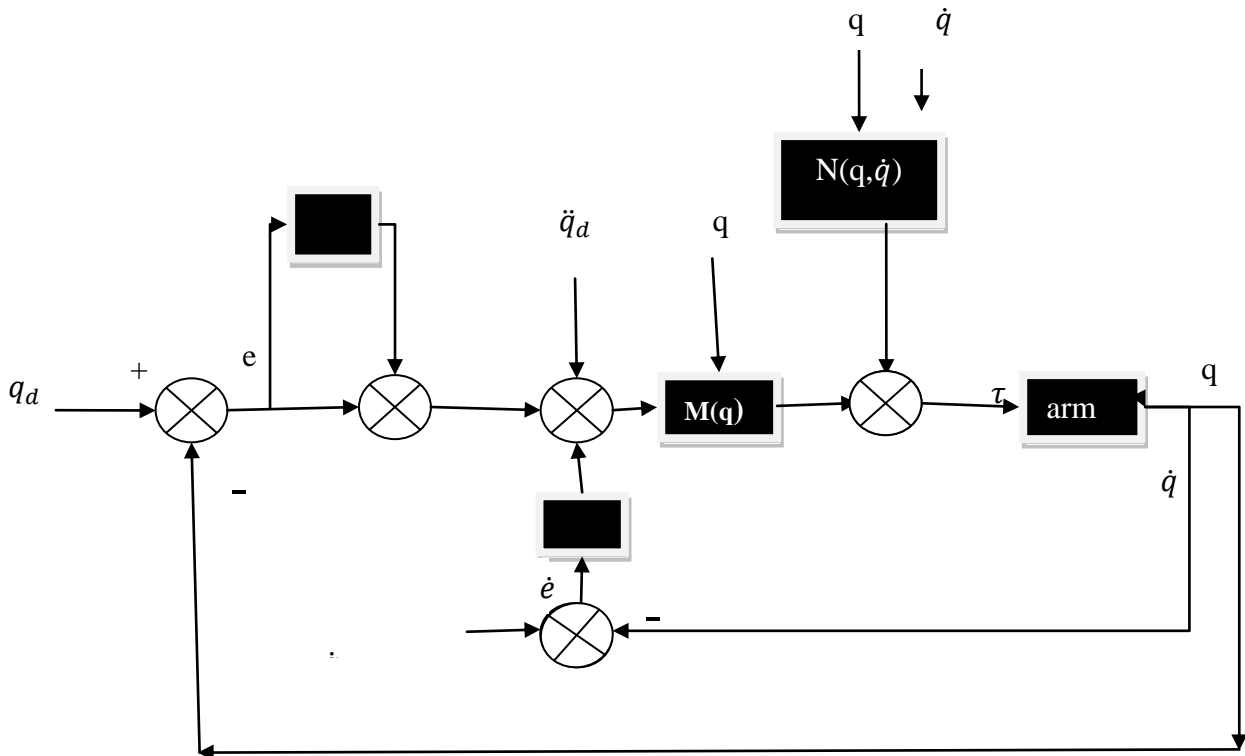 q q̇
N(q,q̇)
q̈_d q
+ e
q_d
M(q) τ arm q
-
q̇
ė -